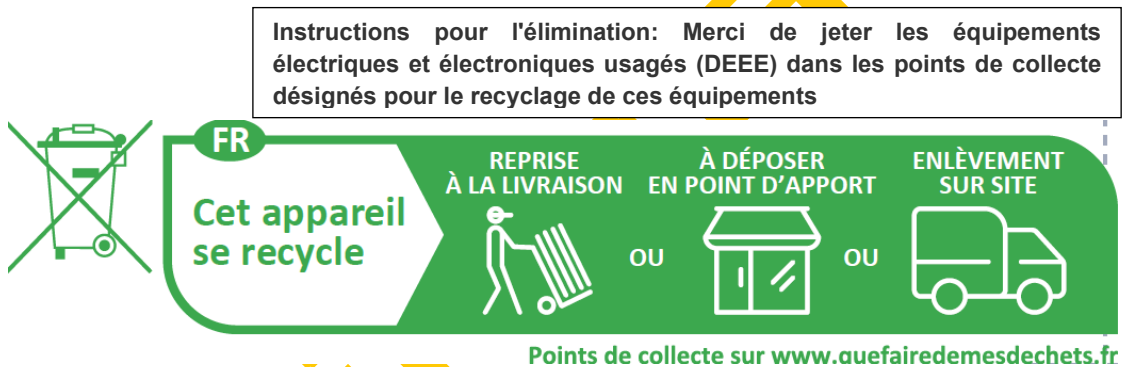 Instructions pour l'élimination: Merci de jeter les équipements
électriques et électroniques usagés (DEEE) dans les points de collecte
désignés pour le recyclage de ces équipements
FR
Cet appareil
se recycle
REPRISE
À LA LIVRAISON
OU
À DÉPOSER
EN POINT D'APPORT
OU
ENLÈVEMENT
SUR SITE
Points de collecte sur www.quefairedemesdechets.fr